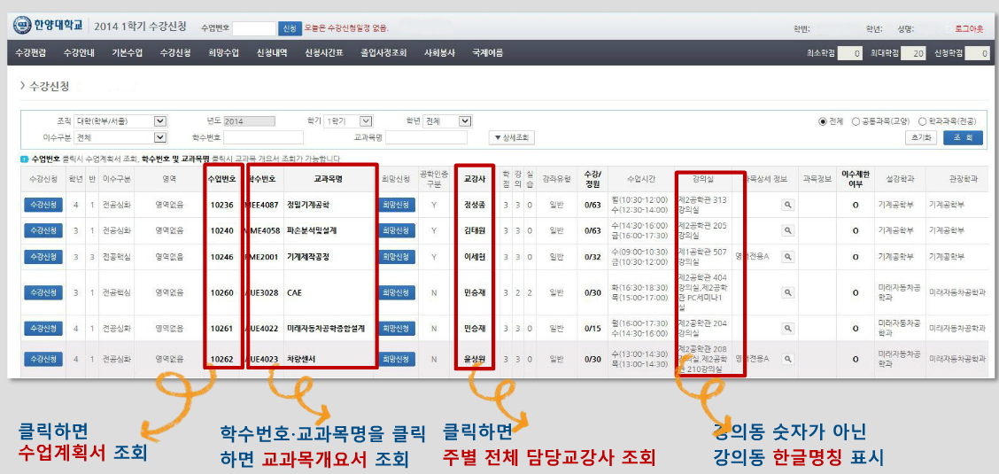 한양대학교 2014 1학기 수강신청 수업번호 신청 오늘은 수강신청일정 없음. 학번: 학년: 성명: 로그아웃
수강편람 수강안내 기본수업 수강신청 희망수업 신청내역 신청시간표 졸업사정조회 사회봉사 국제여름 최소학점 0 최대학점 20 신청학점 0
> 수강신청
조직 대학(학부/서울) 년도 2014 학기 1학기 학년 전체 전체 공통과목(교양) 학과과목(전공)
이수구분 전체 학수번호 교과목명 ▼상세조회 초기화 조 회
수업번호 클릭시 수업계획서 조회, 학수번호 및 교과목명 클릭시 교과목 개요서 조회가 가능합니다
수강신청 학년 반 이수구분 영역 수업번호 학수번호 교과목명 희망신청 공학인증 구분 교강사 학점 강의 실습 강좌유형 수강/정원 수업시간 강의실 과목상세 정보 과목정보 이수제한 여부 설강학과 관장학과
수강신청 4 1 전공심화 영역없음 10236 MEE4087 정밀기계공학 희망신청 Y 정성종 3 3 0 일반 0/63 월(10:30-12:00) 수(12:30-14:00) 제2공학관 313 강의실 O 기계공학부 기계공학부
수강신청 3 1 전공심화 영역없음 10240 MME4058 파손분석및설계 희망신청 Y 김태원 3 3 0 일반 0/63 수(14:30-16:00) 금(16:00-17:30) 제2공학관 205 강의실 O 기계공학부 기계공학부
수강신청 3 3 전공핵심 영역없음 10246 PME2001 기계제작공정 희망신청 Y 이세헌 3 3 0 일반 0/32 수(09:00-10:30) 금(10:30-12:00) 제1공학관 507 강의실 영어전용A O 기계공학부 기계공학부
수강신청 3 1 전공핵심 영역없음 10260 AUE3028 CAE 희망신청 N 민승재 3 2 2 일반 0/30 화(16:30-18:30) 목(15:00-17:00) 제2공학관 404 강의실,제2공학관 PC세미나1실 O 미래자동차공학과 미래자동차공학과
수강신청 4 1 전공심화 영역없음 10261 AUE4022 미래자동차공학종합설계 희망신청 N 민승재 3 3 0 일반 0/15 월(16:00-17:30) 수(14:30-16:00) 제2공학관 204 강의실 O 미래자동차공학과 미래자동차공학과
수강신청 4 1 전공심화 영역없음 10262 AUE4023 차량센서 희망신청 N 윤상원 3 3 0 일반 0/30 수(13:00-14:30) 목(13:00-14:30) 제2공학관 208 강의실,제2공학관 210강의실 영어전용A O 미래자동차공학과 미래자동차공학과
클릭하면
수업계획서 조회
학수번호·교과목명을 클릭
하면 교과목개요서 조회
클릭하면
주별 전체 담당교강사 조회
강의동 숫자가 아닌
강의동 한글명칭 표시